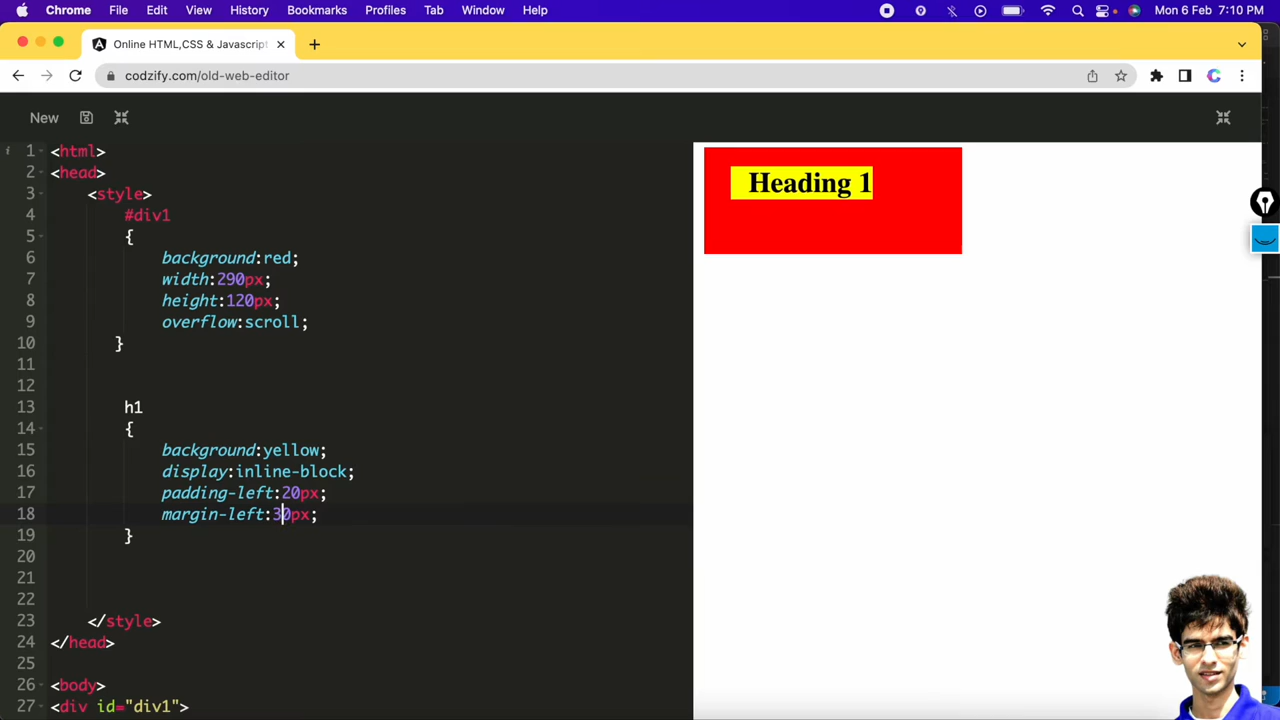 Chrome File Edit View History Bookmarks Profiles Tab Window Help Mon 6 Feb 7:10 PM
Online HTML,CSS & Javascript
codzify.com/old-web-editor
New
1 <html>
2 <head>
3 <style>
4 #div1
5 {
6 background:red;
7 width:290px;
8 height:120px;
9 overflow:scroll;
10 }
11
12
13 h1
14 {
15 background:yellow;
16 display:inline-block;
17 padding-left:20px;
18 margin-left:30px;
19 }
20
21
22
23 </style>
24 </head>
25
26 <body>
27 <div id="div1">
Heading 1